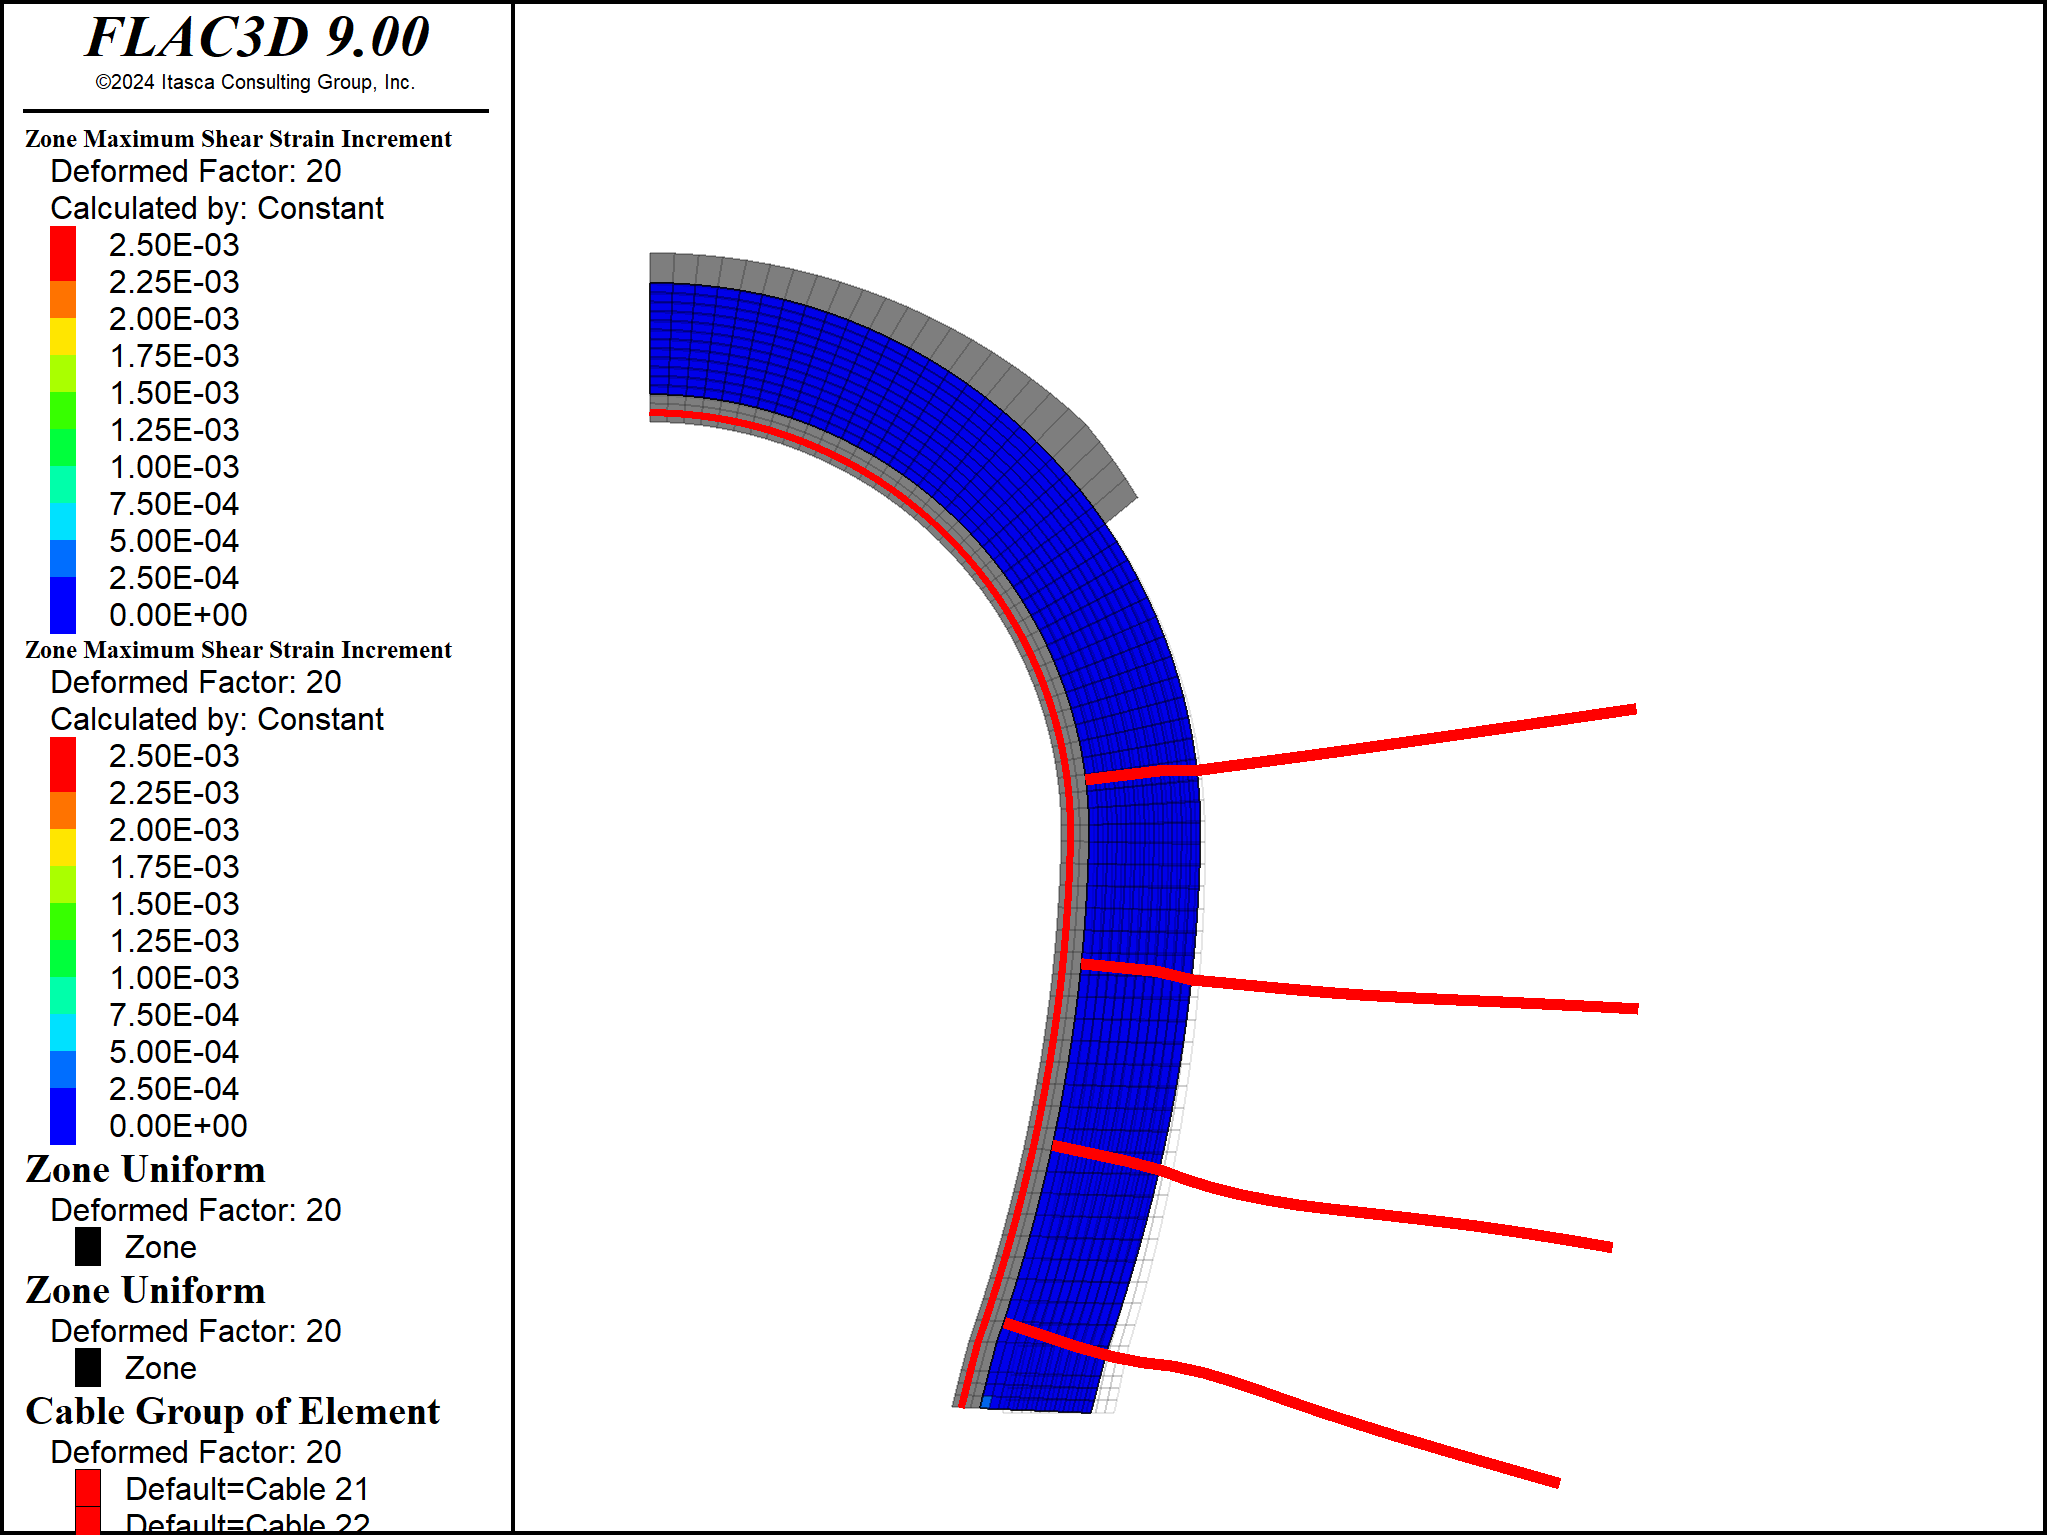 FLAC3D 9.00
©2024 Itasca Consulting Group, Inc.
Zone Maximum Shear Strain Increment
Deformed Factor: 20
Calculated by: Constant
2.50E-03
2.25E-03
2.00E-03
1.75E-03
1.50E-03
1.25E-03
1.00E-03
7.50E-04
5.00E-04
2.50E-04
0.00E+00
Zone Maximum Shear Strain Increment
Deformed Factor: 20
Calculated by: Constant
2.50E-03
2.25E-03
2.00E-03
1.75E-03
1.50E-03
1.25E-03
1.00E-03
7.50E-04
5.00E-04
2.50E-04
0.00E+00
Zone Uniform
Deformed Factor: 20
Zone
Zone Uniform
Deformed Factor: 20
Zone
Cable Group of Element
Deformed Factor: 20
Default=Cable 21
Default=Cable 22